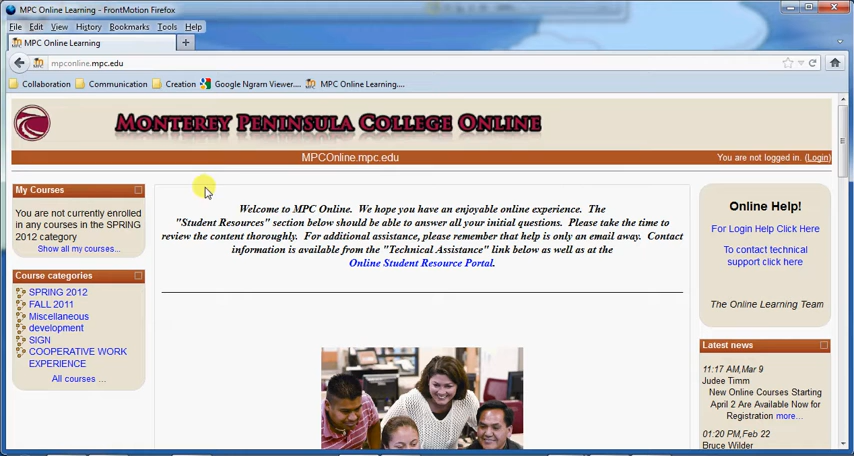 MPC Online Learning - FrontMotion Firefox
File Edit View History Bookmarks Tools Help
MPC Online Learning
mpconline.mpc.edu
Collaboration Communication Creation Google Ngram Viewer.... MPC Online Learning....
MONTEREY PENINSULA COLLEGE ONLINE
MPCOnline.mpc.edu
You are not logged in. (Login)
My Courses
You are not currently enrolled
in any courses in the SPRING
2012 category
Show all my courses...
Course categories
SPRING 2012
FALL 2011
Miscellaneous
development
SIGN
COOPERATIVE WORK
EXPERIENCE
All courses ...
Welcome to MPC Online. We hope you have an enjoyable online experience. The
"Student Resources" section below should be able to answer all your initial questions. Please take the time to
review the content thoroughly. For additional assistance, please remember that help is only an email away. Contact
information is available from the "Technical Assistance" link below as well as at the
Online Student Resource Portal.
Online Help!
For Login Help Click Here
To contact technical
support click here
The Online Learning Team
Latest news
11:17 AM,Mar 9
Judee Timm
New Online Courses Starting
April 2 Are Available Now for
Registration more...
01:20 PM,Feb 22
Bruce Wilder